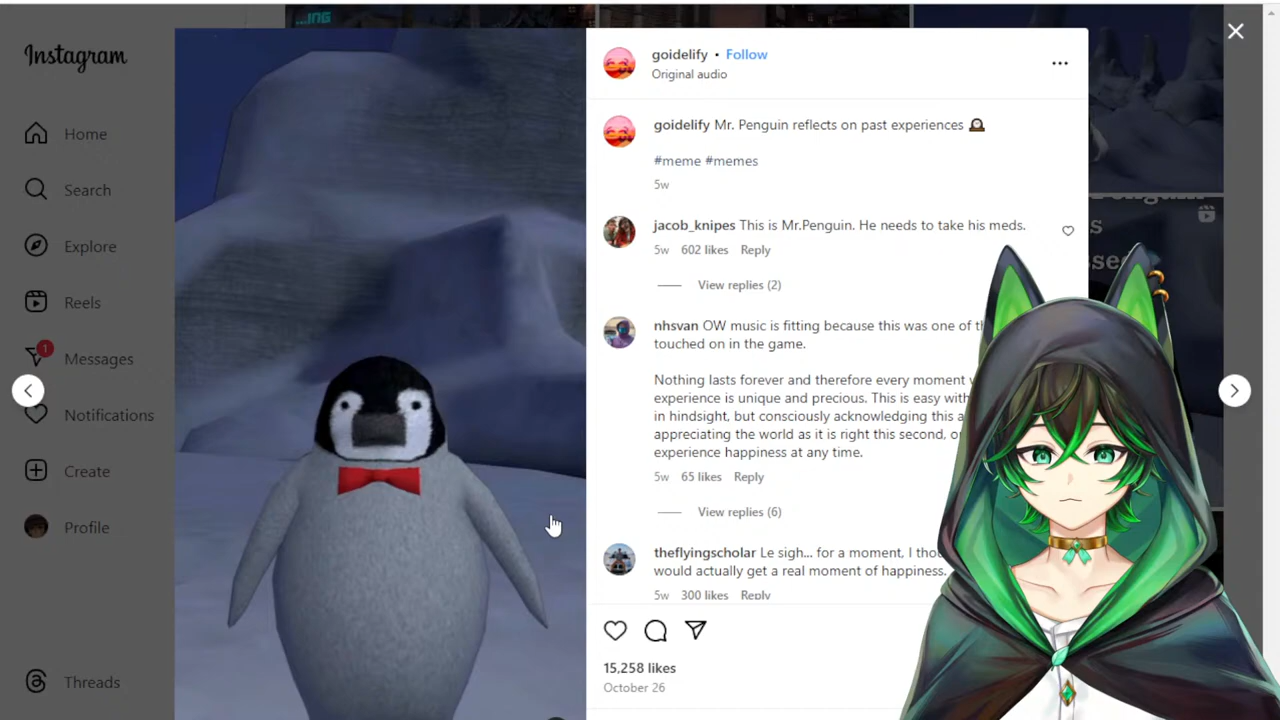 ...ING
Instagram
Home
Search
Explore
Reels
1
Messages
Notifications
Create
Profile
Threads
goidelify • Follow
Original audio
goidelify Mr. Penguin reflects on past experiences 🕰️
#meme #memes
5w
jacob_knipes This is Mr.Penguin. He needs to take his meds.
5w 602 likes Reply
View replies (2)
nhsvan OW music is fitting because this was one of
touched on in the game.
Nothing lasts forever and therefore every moment
experience is unique and precious. This is easy
in hindsight, but consciously acknowledging this
appreciating the world as it is right this second,
experience happiness at any time.
5w 65 likes Reply
View replies (6)
theflyingscholar Le sigh... for a moment, I
would actually get a real moment of happiness.
5w 300 likes Reply
15,258 likes
October 26